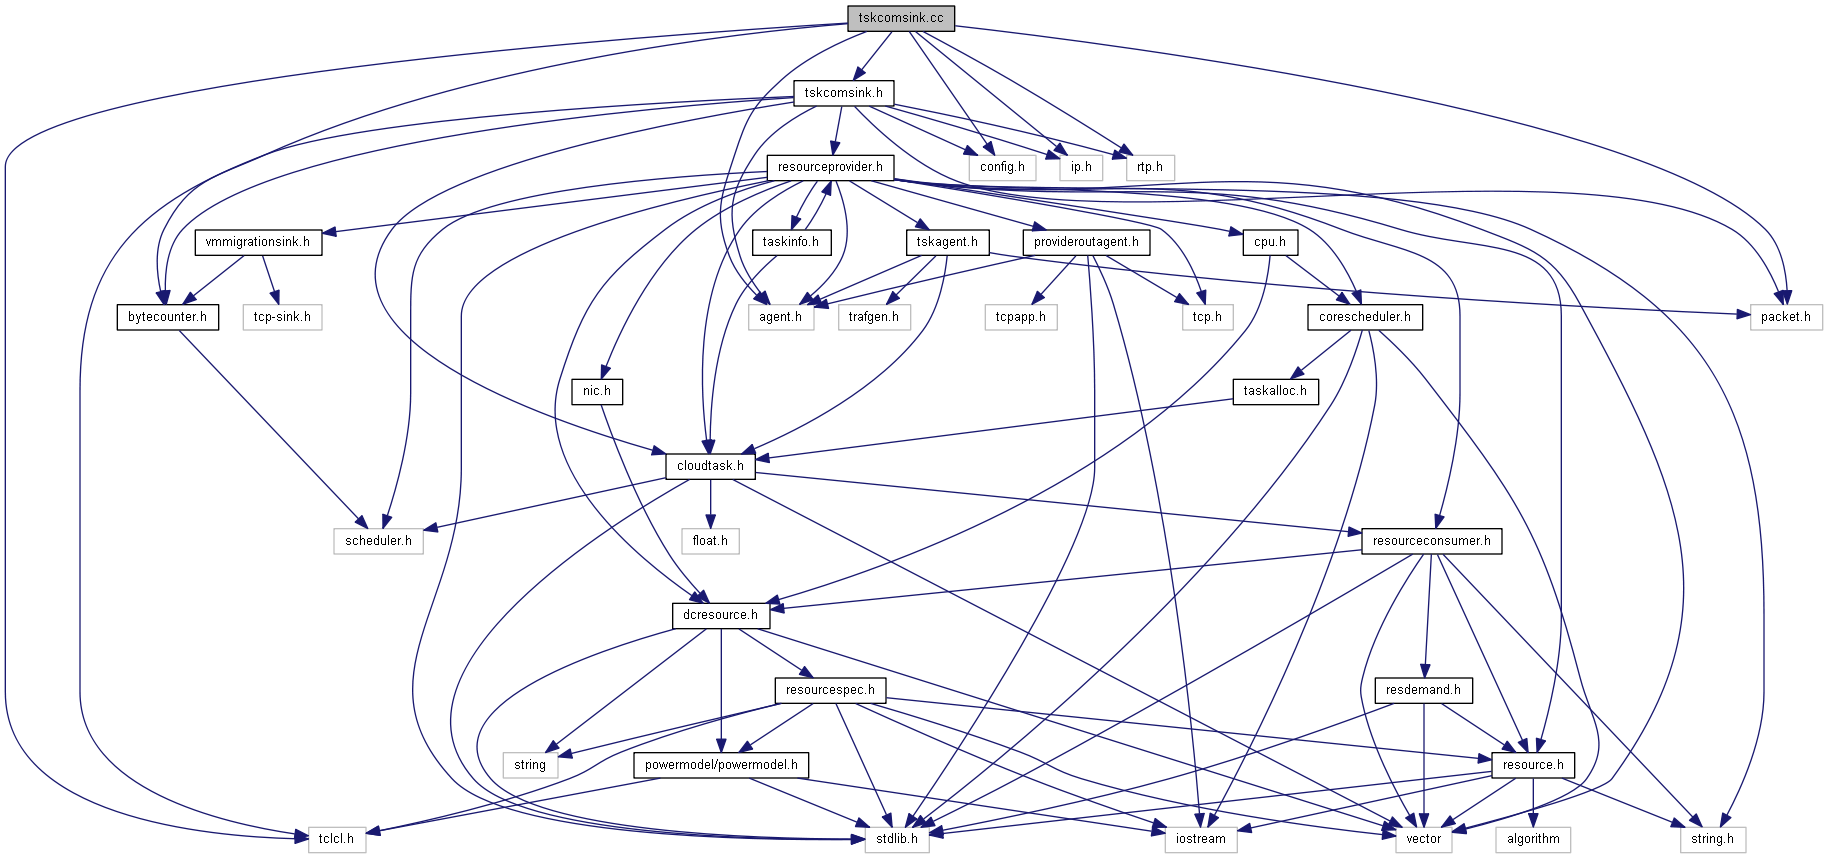 tskcomsink.cc
tskcomsink.h
resourceprovider.h
config.h
ip.h
rtp.h
vmmigrationsink.h
taskinfo.h
tskagent.h
provideroutagent.h
cpu.h
bytecounter.h
tcp-sink.h
agent.h
trafgen.h
tcpapp.h
tcp.h
corescheduler.h
packet.h
nic.h
taskalloc.h
cloudtask.h
scheduler.h
float.h
resourceconsumer.h
dcresource.h
resourcespec.h
resdemand.h
string
powermodel/powermodel.h
resource.h
tclcl.h
stdlib.h
iostream
vector
algorithm
string.h